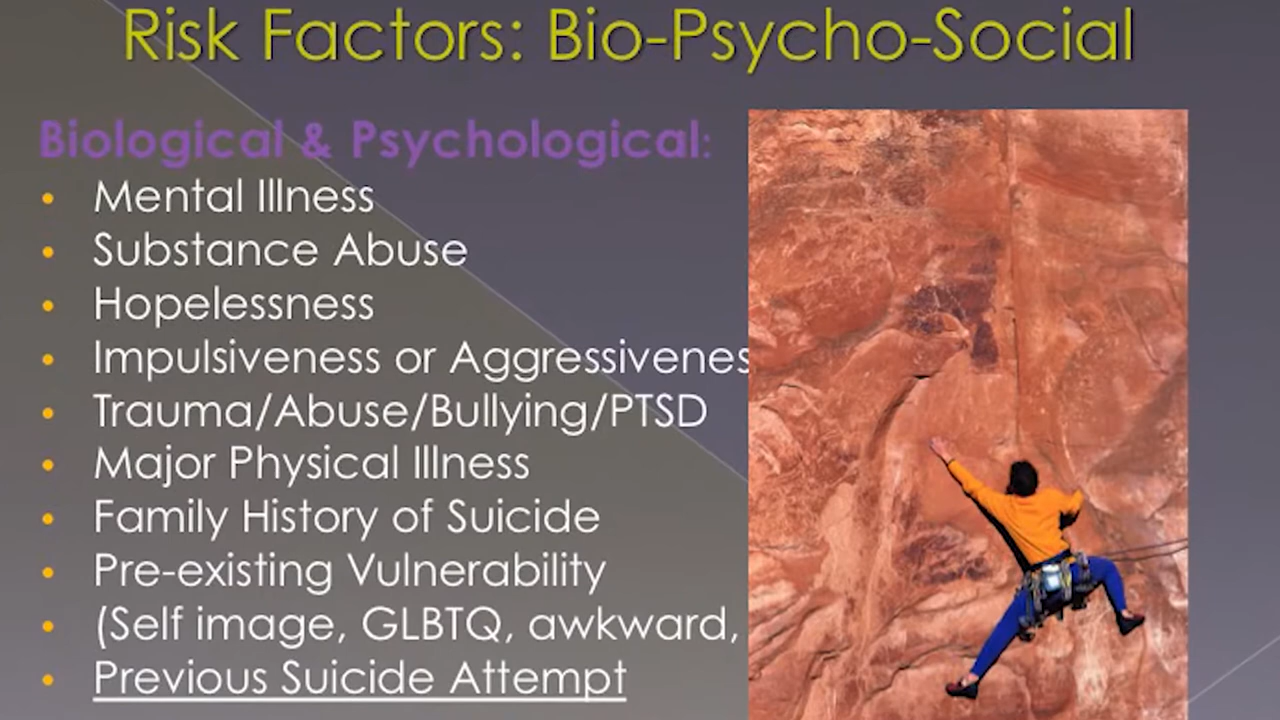 Risk Factors: Bio-Psycho-Social
Biological & Psychological:
• Mental Illness
• Substance Abuse
• Hopelessness
• Impulsiveness or Aggressivenes
• Trauma/Abuse/Bullying/PTSD
• Major Physical Illness
• Family History of Suicide
• Pre-existing Vulnerability
• (Self image, GLBTQ, awkward,
• Previous Suicide Attempt